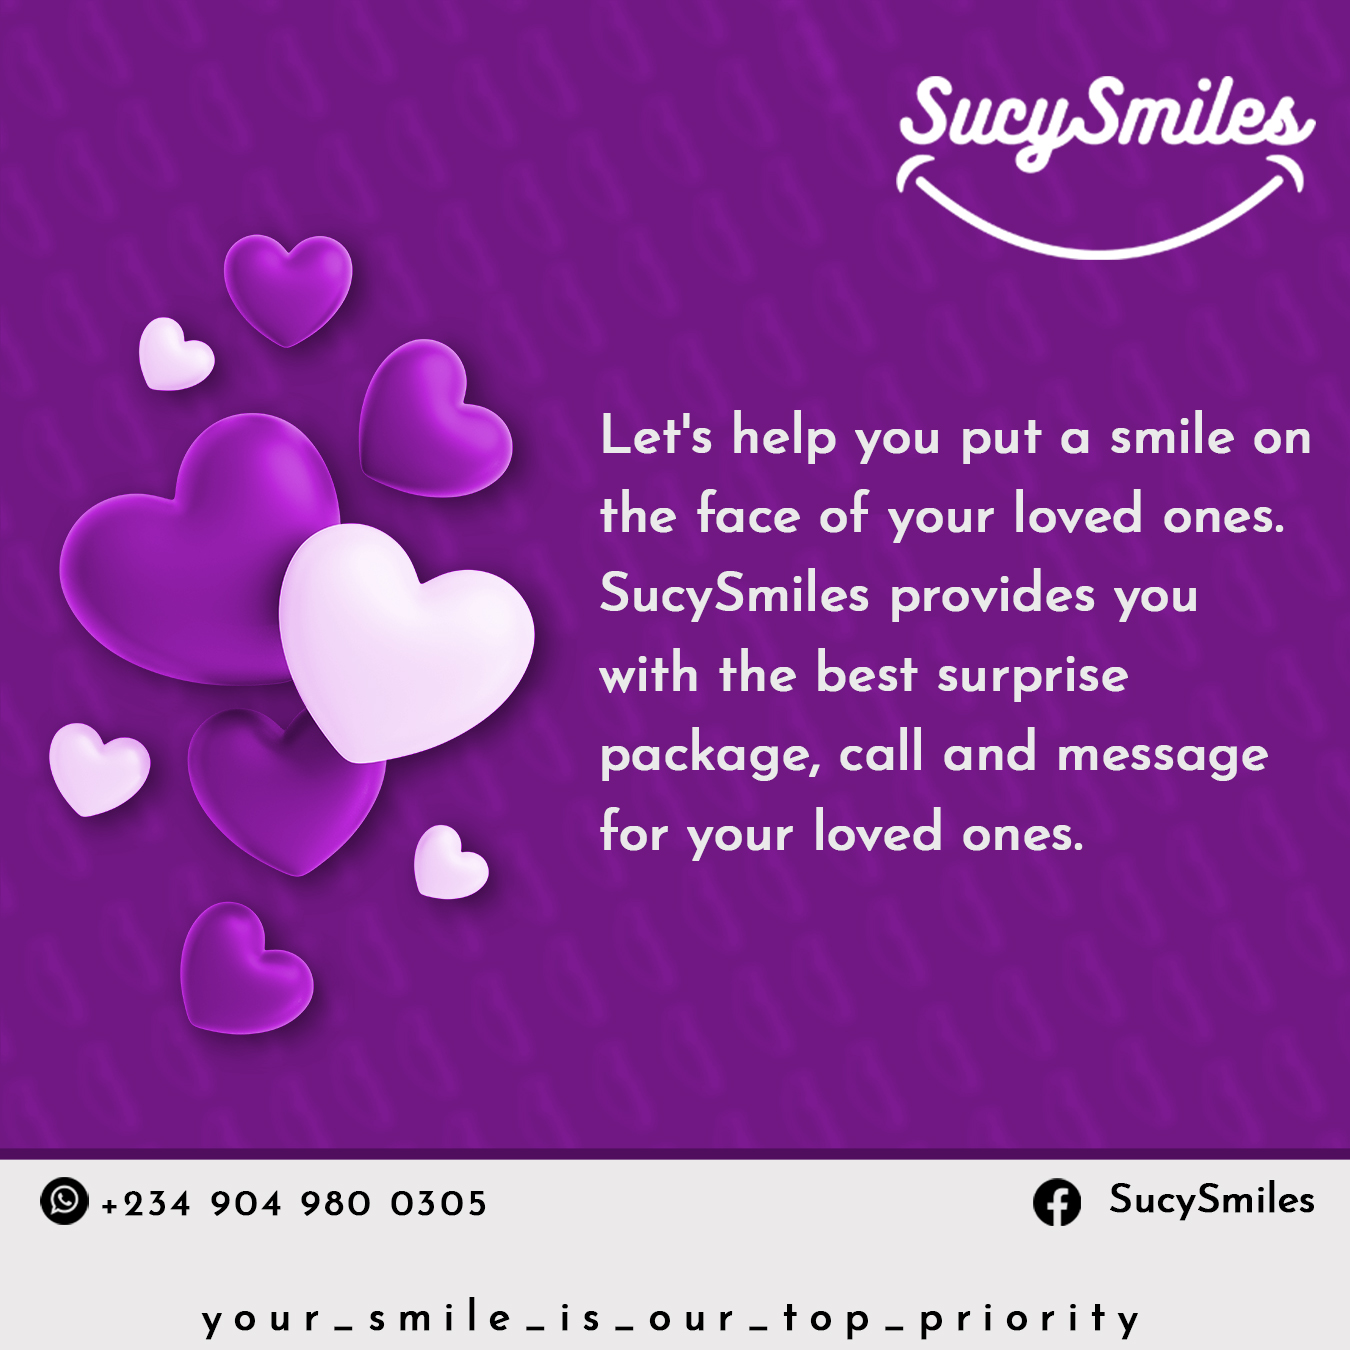 SucySmiles
Let's help you put a smile on
the face of your loved ones.
SucySmiles provides you
with the best surprise
package, call and message
for your loved ones.
+234 904 980 0305
SucySmiles
your_smile_is_our_top_priority